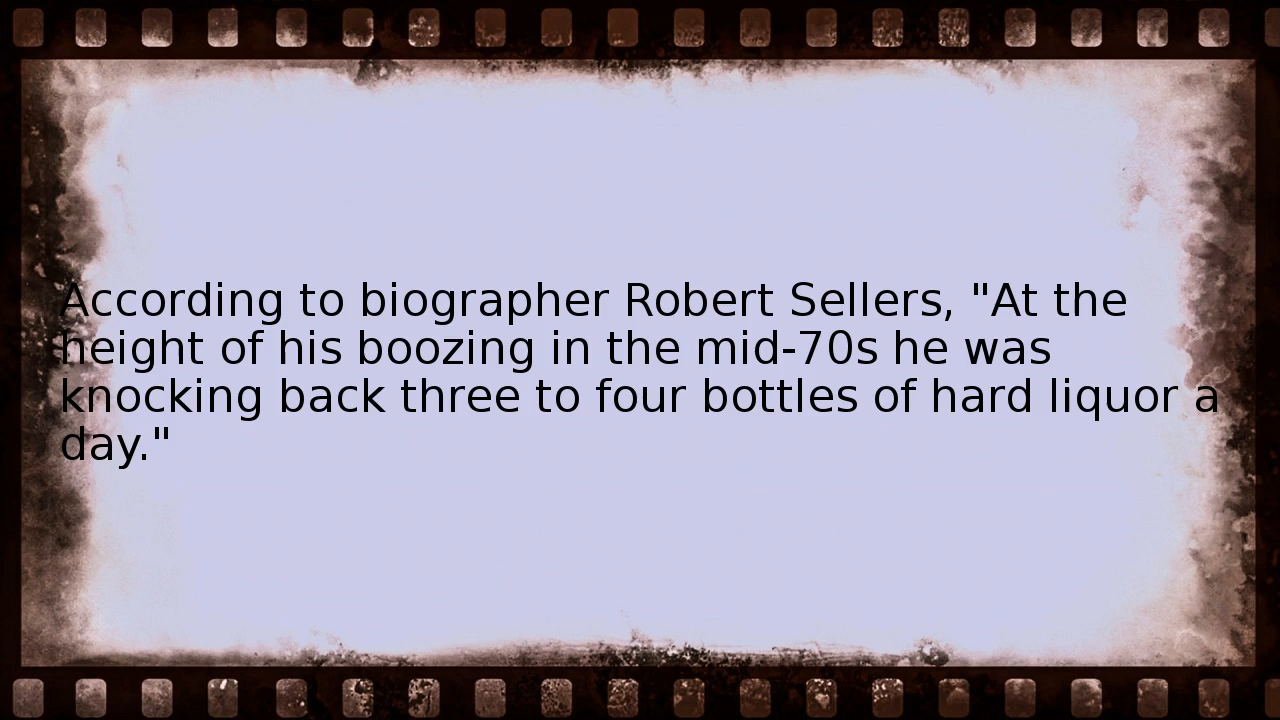 According to biographer Robert Sellers, "At the
height of his boozing in the mid-70s he was
knocking back three to four bottles of hard liquor a
day."